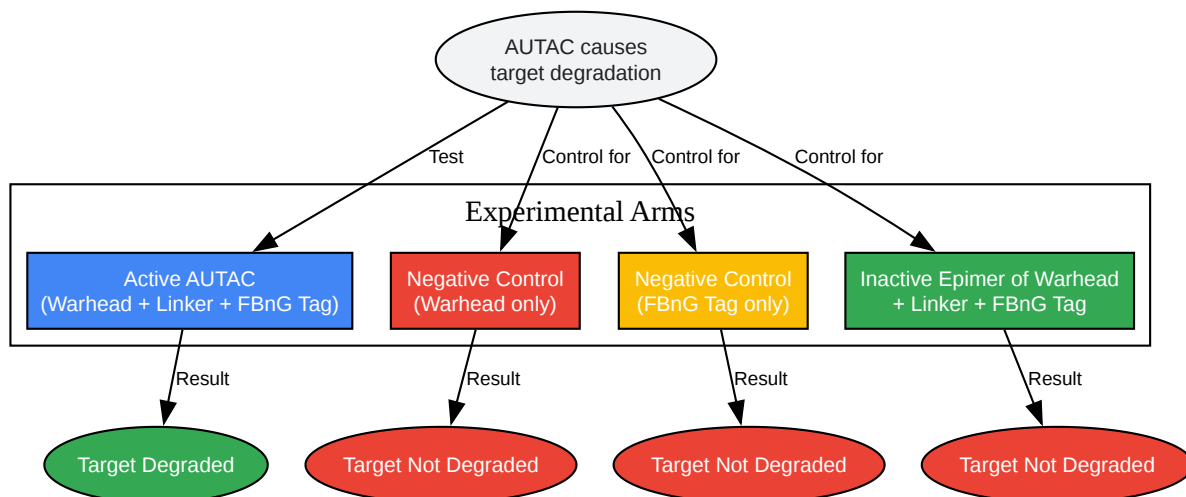 AUTAC causes
target degradation
Test
Control for
Control for
Control for
Experimental Arms
Active AUTAC
(Warhead + Linker + FBnG Tag)
Negative Control
(Warhead only)
Negative Control
(FBnG Tag only)
Inactive Epimer of Warhead
+ Linker + FBnG Tag
Result
Result
Result
Result
Target Degraded
Target Not Degraded
Target Not Degraded
Target Not Degraded